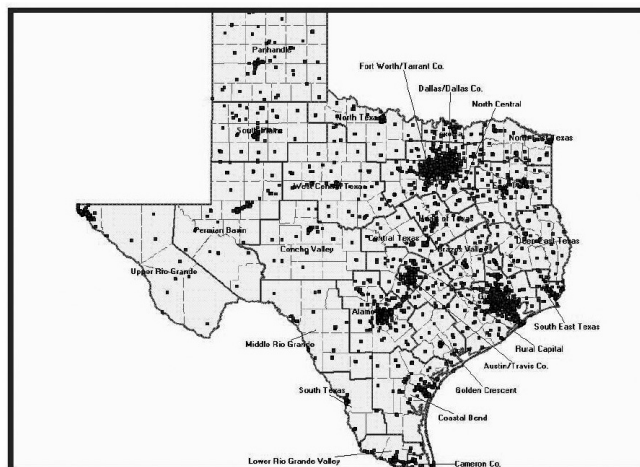 Panhandle
Fort Worth/Tarrant Co.
Dallas/Dallas Co.
North Central
North Texas
South Plains
North East Texas
West Central Texas
East Texas
Heart of Texas
Permian Basin
Central Texas
Concho Valley
Brazos Valley
Deep East Texas
Upper Rio Grande
Alamo
South East Texas
Middle Rio Grande
Rural Capital
Austin/Travis Co.
South Texas
Golden Crescent
Coastal Bend
Lower Rio Grande Valley
Cameron Co.